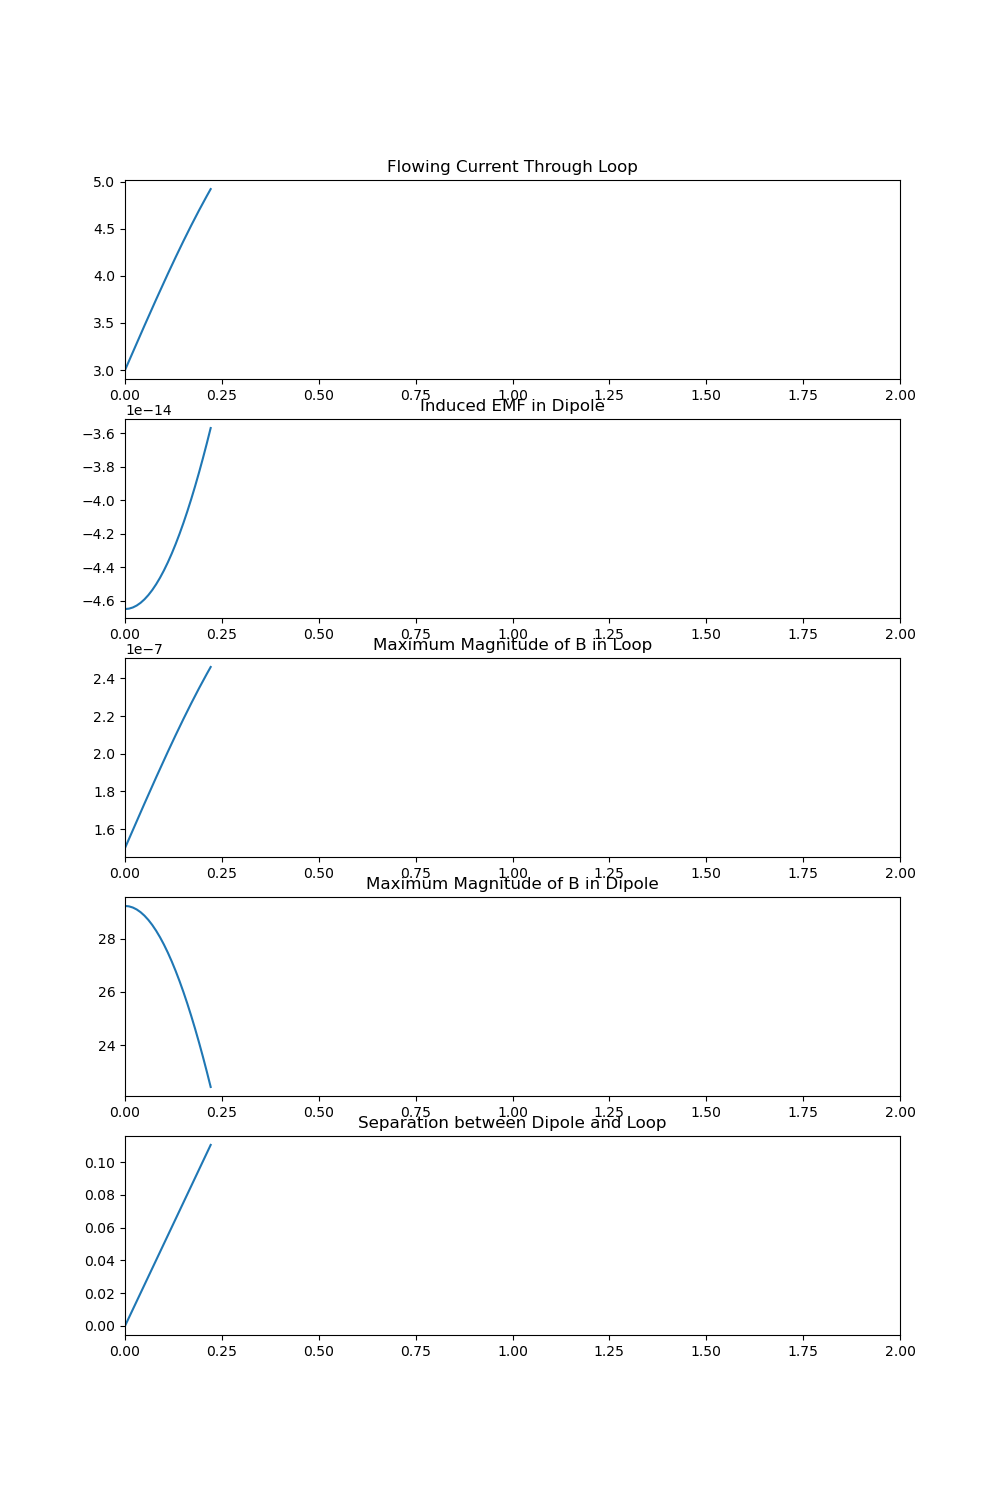 Flowing Current Through Loop
5.0
4.5
4.0
3.5
3.0
0.00 0.25 0.50 0.75 1.00 1.25 1.50 1.75 2.00
Induced EMF in Dipole
1e−14
−3.6
−3.8
−4.0
−4.2
−4.4
−4.6
0.00 0.25 0.50 0.75 1.00 1.25 1.50 1.75 2.00
Maximum Magnitude of B in Loop
1e−7
2.4
2.2
2.0
1.8
1.6
0.00 0.25 0.50 0.75 1.00 1.25 1.50 1.75 2.00
Maximum Magnitude of B in Dipole
28
26
24
0.00 0.25 0.50 0.75 1.00 1.25 1.50 1.75 2.00
Separation between Dipole and Loop
0.10
0.08
0.06
0.04
0.02
0.00
0.00 0.25 0.50 0.75 1.00 1.25 1.50 1.75 2.00